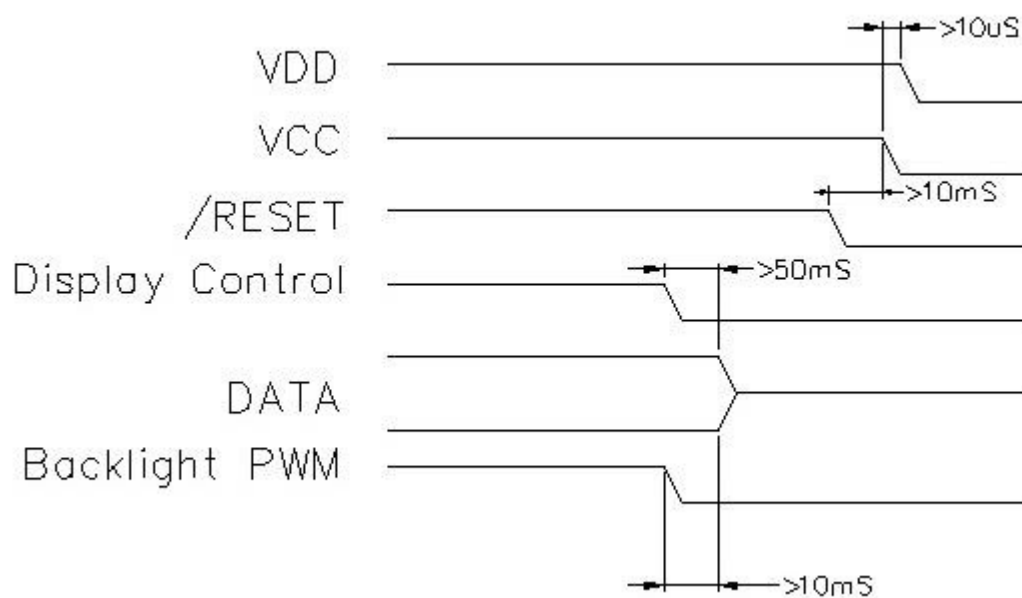 >10uS
VDD
VCC
>10mS
/RESET
Display Control
>50mS
DATA
Backlight PWM
>10mS